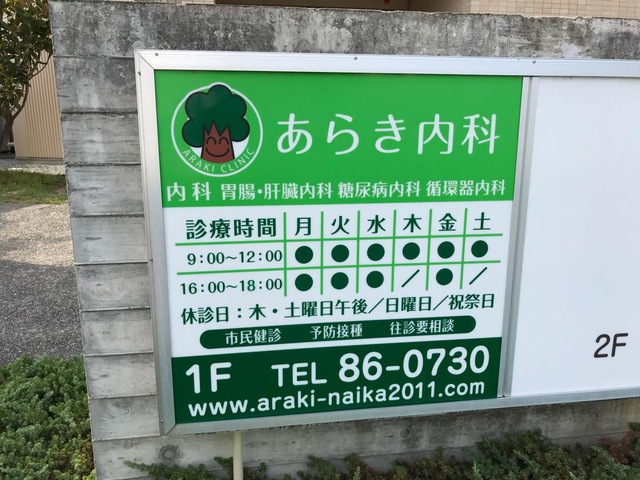 あらき内科
ARAKI CLINIC
内科 胃腸・肝臓内科 糖尿病内科 循環器内科
診療時間 月 火 水 木 金 土
9:00〜12:00 ● ● ● ● ● ●
16:00〜18:00 ● ● ● ／ ● ／
休診日：木・土曜日午後／日曜日／祝祭日
市民健診 予防接種 往診要相談
1F TEL 86-0730
www.araki-naika2011.com
2F